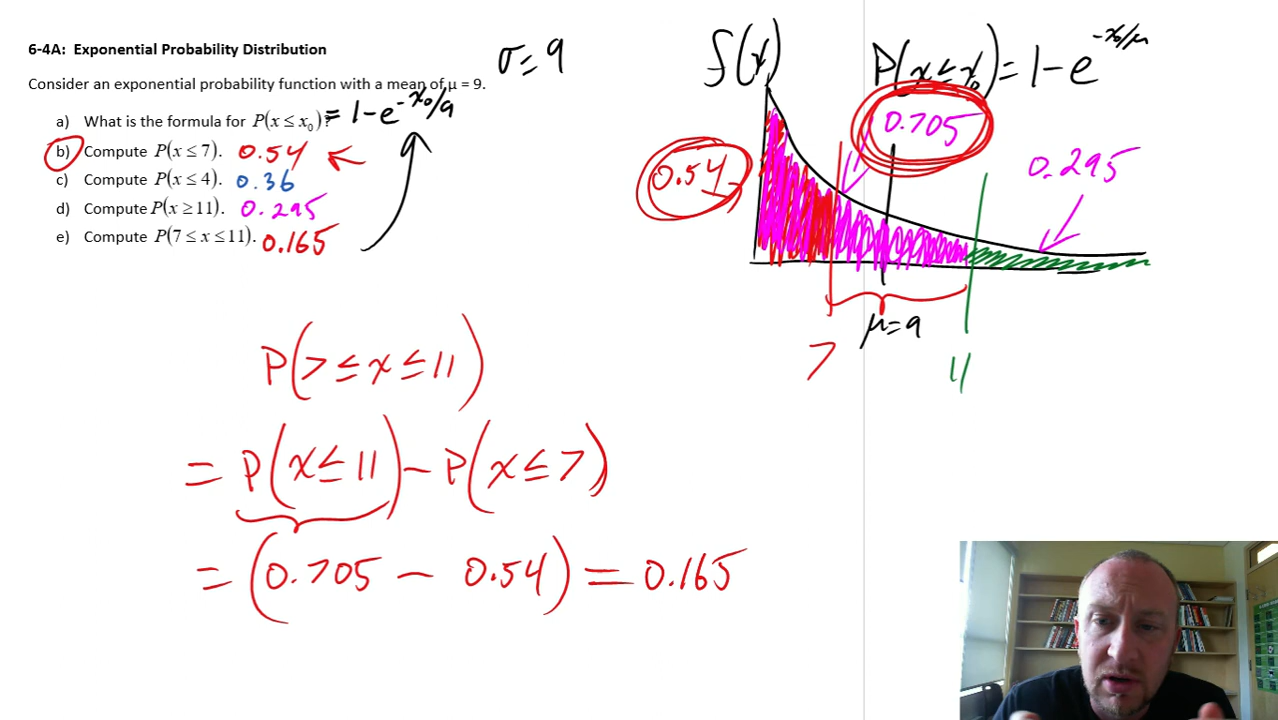 6-4A: Exponential Probability Distribution
σ = 9
Consider an exponential probability function with a mean of μ = 9.
a) What is the formula for P(x ≤ x₀)? = 1-e^(-x₀/9)
b) Compute P(x ≤ 7). 0.54
c) Compute P(x ≤ 4). 0.36
d) Compute P(x ≥ 11). 0.295
e) Compute P(7 ≤ x ≤ 11). 0.165
f(x)
P(x ≤ x₀) = 1-e^(-x₀/μ)
0.705
0.54
0.295
μ=9
7
11
P(7 ≤ x ≤ 11)
= P(x ≤ 11) - P(x ≤ 7)
= (0.705 - 0.54) = 0.165